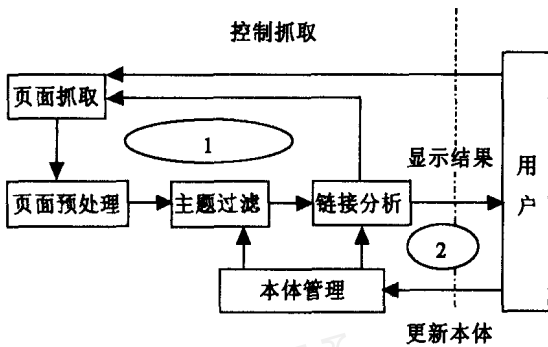 控制抓取
页面抓取
1
显示结果
用户
页面预处理
主题过滤
链接分析
2
本体管理
更新本体